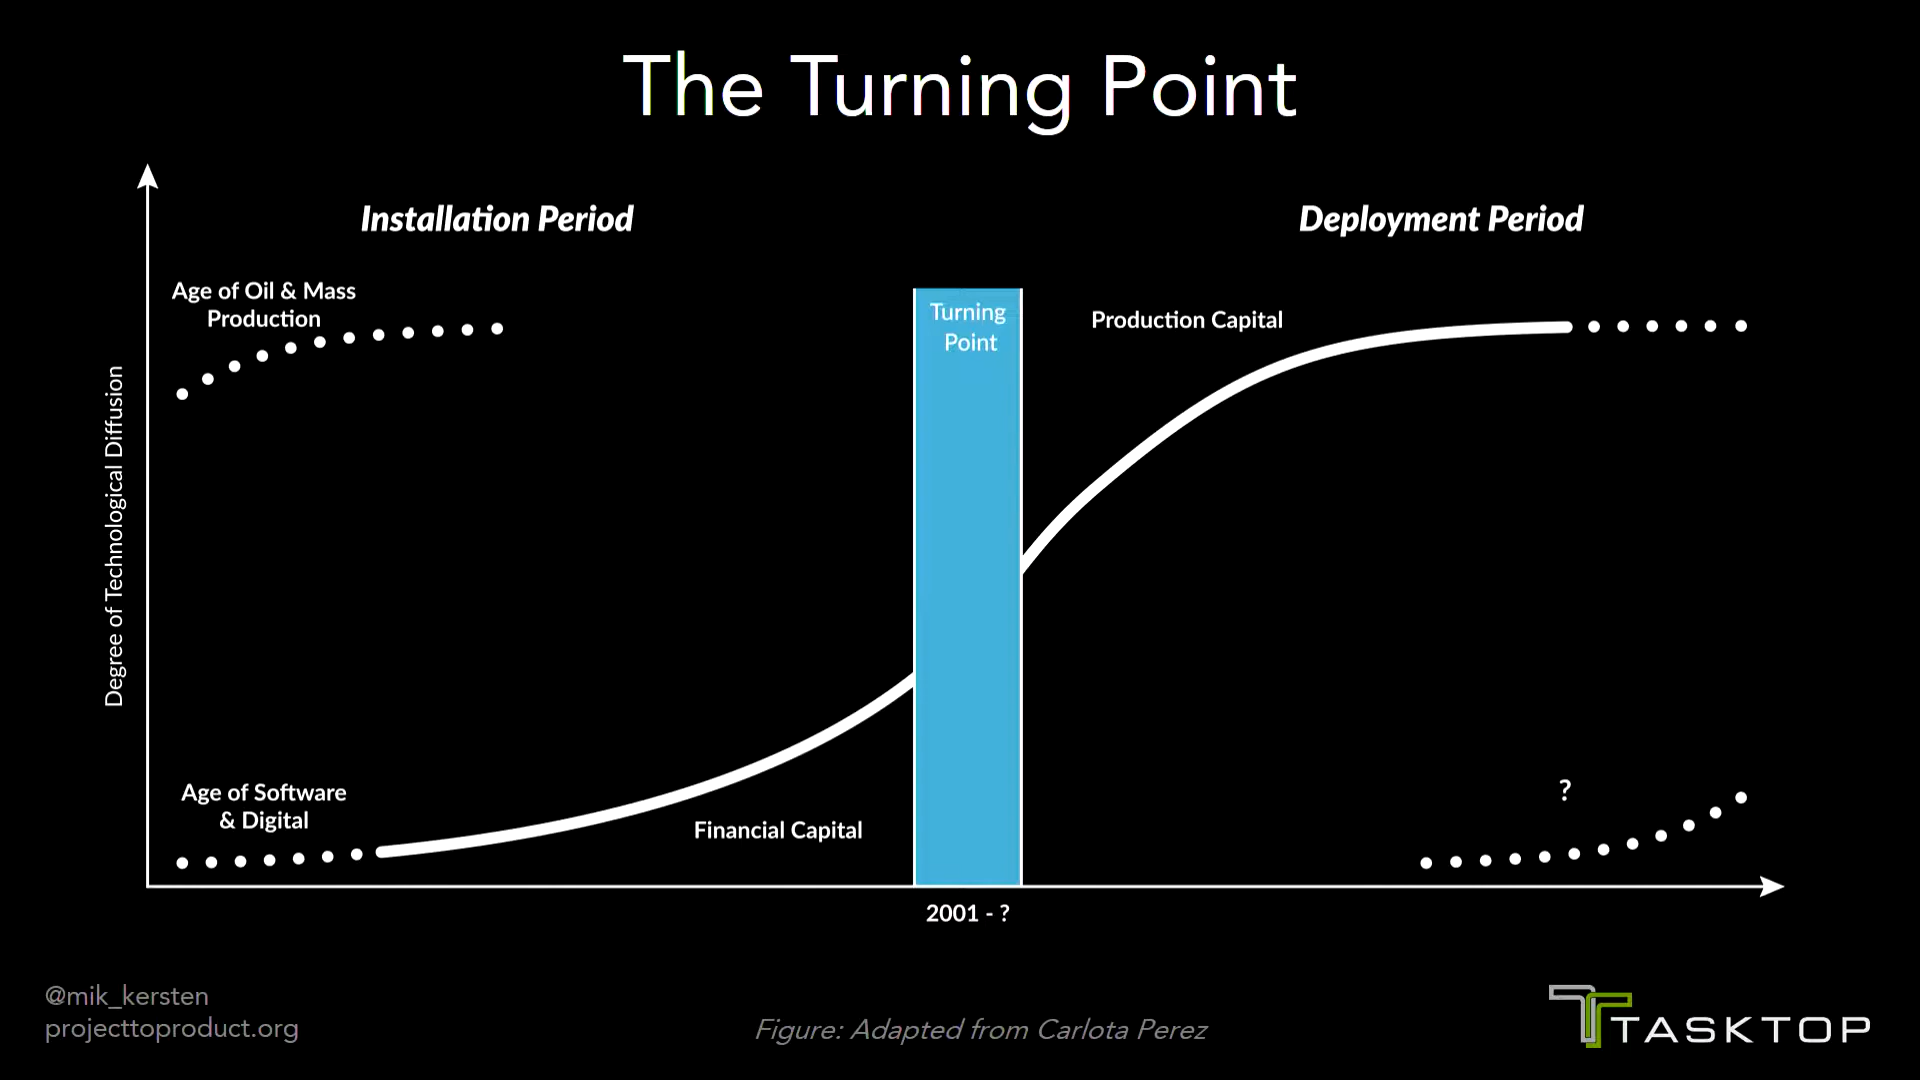 The Turning Point
Installation Period
Deployment Period
Age of Oil & Mass
Production
Turning
Point
Production Capital
Degree of Technological Diffusion
Age of Software
& Digital
Financial Capital
?
2001 - ?
@mik_kersten
projecttoproduct.org
Figure: Adapted from Carlota Perez
TASKTOP